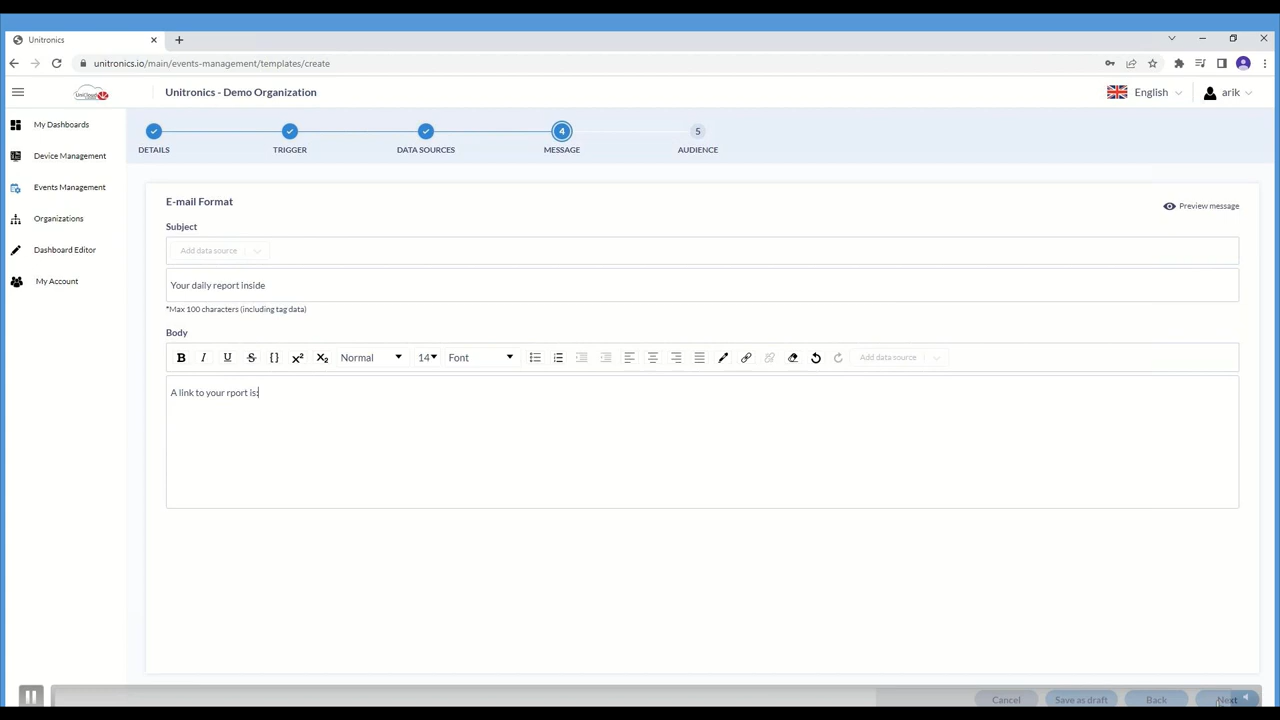 Unitronics
unitronics.io/main/events-management/templates/create
UniCloud
Unitronics - Demo Organization
English
arik
My Dashboards
Device Management
Events Management
Organizations
Dashboard Editor
My Account
4
5
DETAILS
TRIGGER
DATA SOURCES
MESSAGE
AUDIENCE
E-mail Format
Preview message
Subject
Add data source
Your daily report inside
*Max 100 characters (including tag data)
Body
B I U S {} X² X₂ Normal 14 Font Add data source
A link to your rport is:
Cancel
Save as draft
Back
Next